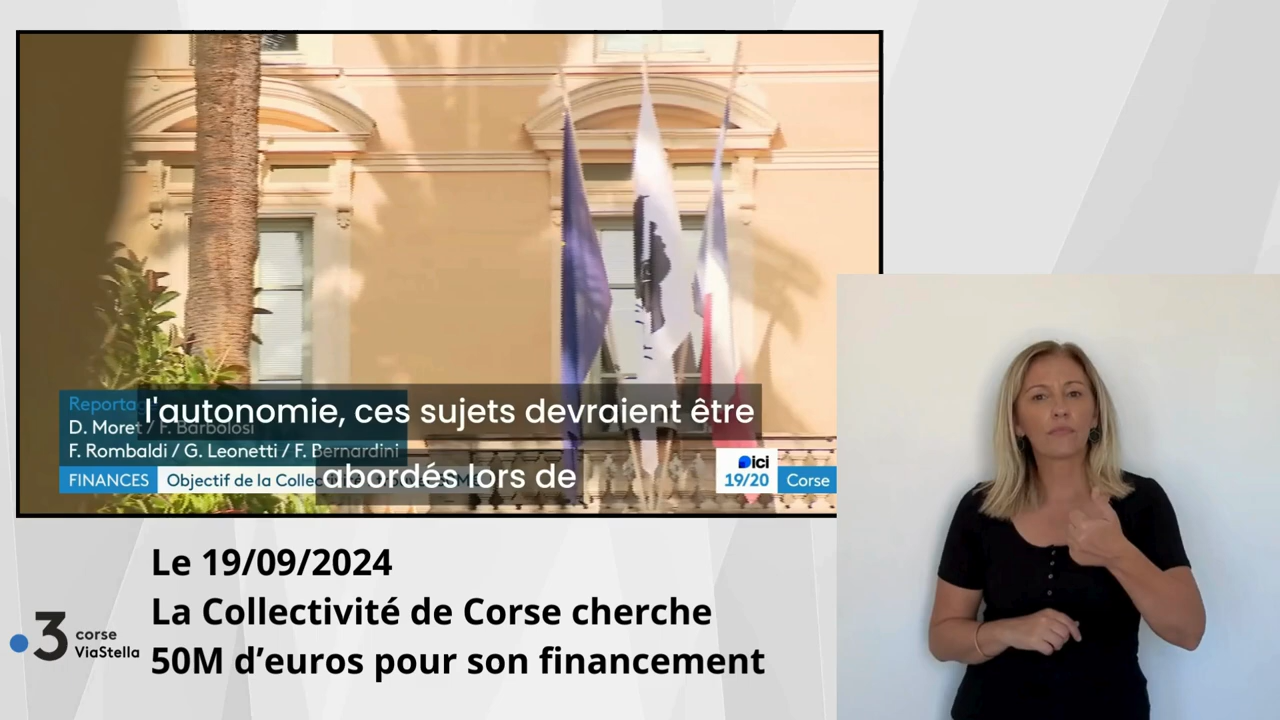 Reportag
l'autonomie, ces sujets devraient être
D. Moret / F. Barbolosi
F. Rombaldi / G. Leonetti / F. Bernardini
abordés lors de
FINANCES
Objectif de la Collec
ici
19/20
Corse
Le 19/09/2024
La Collectivité de Corse cherche
50M d’euros pour son financement
3
corse
ViaStella